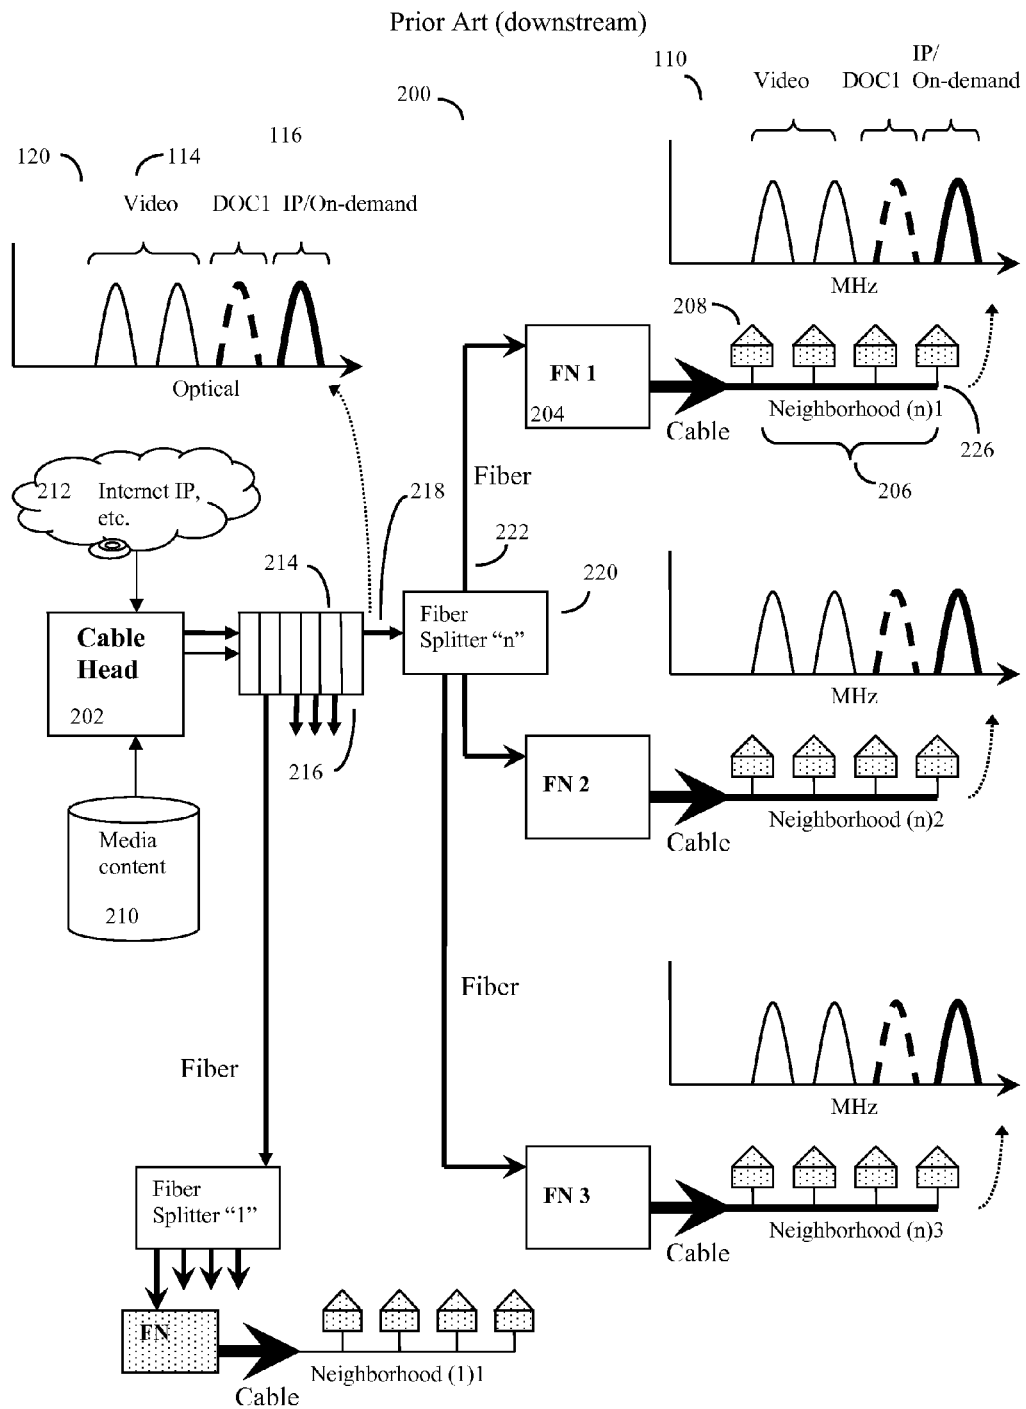 Prior Art (downstream)
110
IP/
Video DOC1 On-demand
200
116
120
114
Video DOC1 IP/On-demand
MHz
Optical
208
FN 1
204
Neighborhood (n)1
Cable
226
206
Fiber
212 Internet IP,
etc.
218
222
214
220
Fiber
Splitter “n”
Cable
Head
202
216
MHz
FN 2
Neighborhood (n)2
Cable
Media
content
210
Fiber
Fiber
MHz
FN 3
Neighborhood (n)3
Cable
Fiber
Splitter “1”
FN
Neighborhood (1)1
Cable